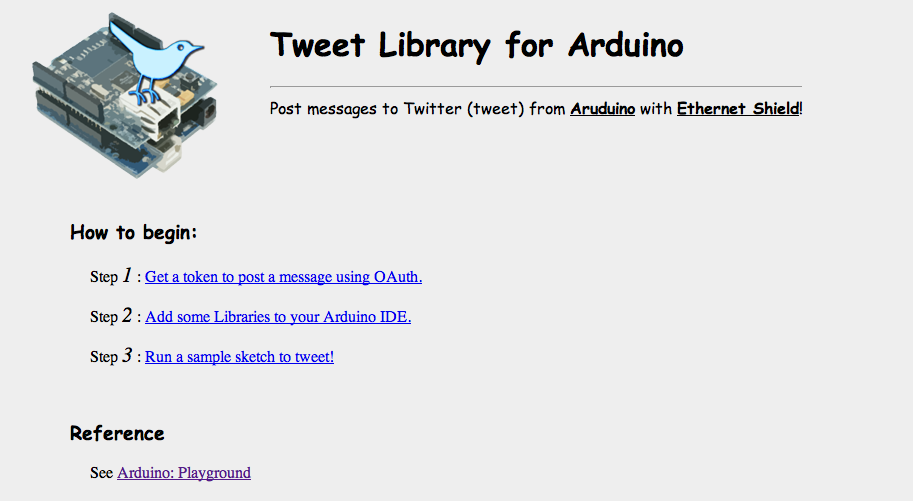 Tweet Library for Arduino
Post messages to Twitter (tweet) from Aruduino with Ethernet Shield!
How to begin:
Step 1 : Get a token to post a message using OAuth.
Step 2 : Add some Libraries to your Arduino IDE.
Step 3 : Run a sample sketch to tweet!
Reference
See Arduino: Playground